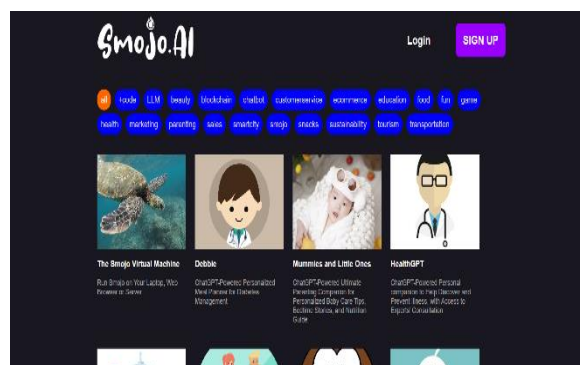 Smojo.AI
Login
SIGN UP
all +code LLM beauty blockchain chatbot customerservice ecommerce education food fun game
health marketing parenting sales smartcity smojo snacks sustainability tourism transportation
The Smojo Virtual Machine
Run Smojo on Your Laptop, Web
Browser or Server
Debbie
ChatGPT-Powered Personalized
Meal Planner for Diabetes
Management
Mummies and Little Ones
ChatGPT-Powered Ultimate
Parenting Companion for
Personalized Baby Care Tips,
Bedtime Stories, and Nutrition
Guide
HealthGPT
ChatGPT-Powered Personal
companion to Help Discover and
Prevent Illness, with Access to
Experts' Consultation